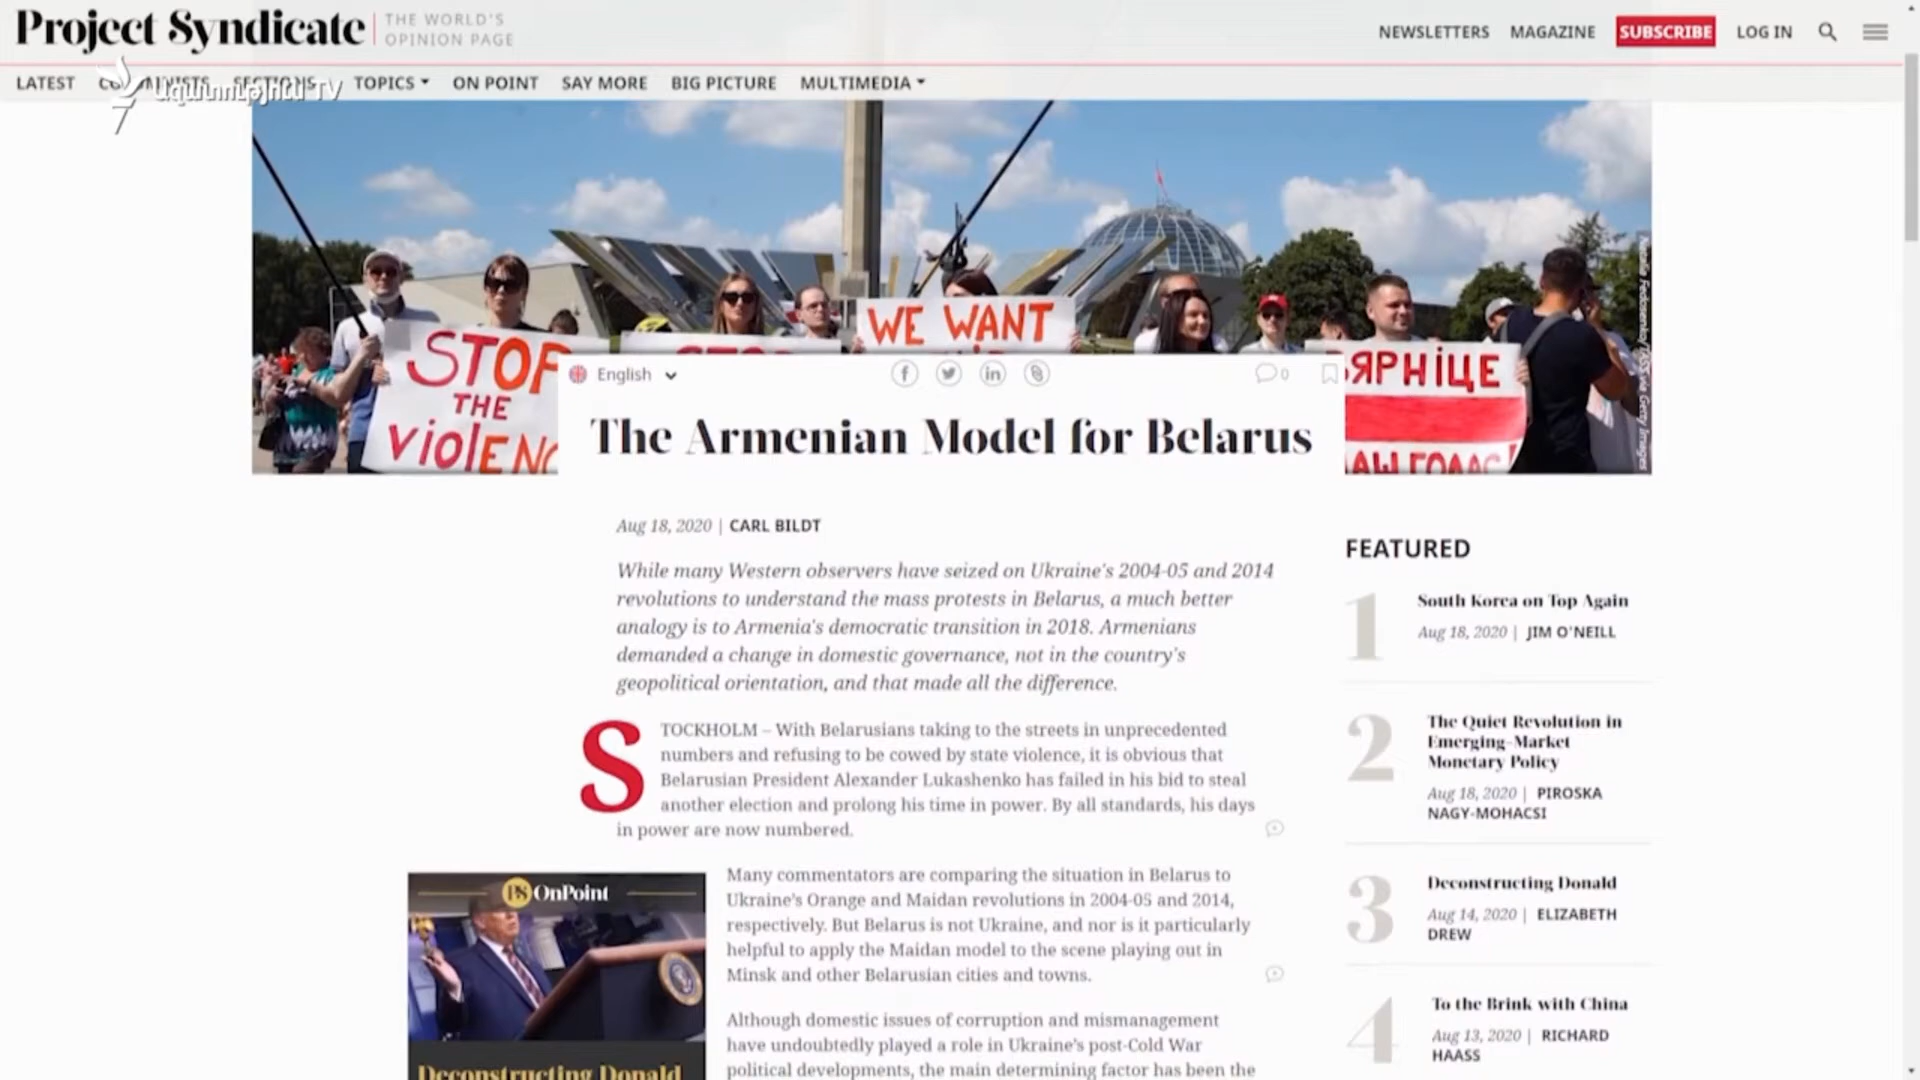 Project Syndicate
THE WORLD'S
OPINION PAGE
NEWSLETTERS
MAGAZINE
SUBSCRIBE
LOG IN
LATEST
SECTIONS
TOPICS
ON POINT
SAY MORE
BIG PICTURE
MULTIMEDIA
Ազատություն TV
STOP
THE
VIOLENC
WE WANT
English
The Armenian Model for Belarus
0
in
Natalia Fedosenko/TASS via Getty Images
Aug 18, 2020 | CARL BILDT
While many Western observers have seized on Ukraine's 2004-05 and 2014
revolutions to understand the mass protests in Belarus, a much better
analogy is to Armenia's democratic transition in 2018. Armenians
demanded a change in domestic governance, not in the country's
geopolitical orientation, and that made all the difference.
STOCKHOLM – With Belarusians taking to the streets in unprecedented
numbers and refusing to be cowed by state violence, it is obvious that
Belarusian President Alexander Lukashenko has failed in his bid to steal
another election and prolong his time in power. By all standards, his days
in power are now numbered.
Many commentators are comparing the situation in Belarus to
Ukraine's Orange and Maidan revolutions in 2004-05 and 2014,
respectively. But Belarus is not Ukraine, and nor is it particularly
helpful to apply the Maidan model to the scene playing out in
Minsk and other Belarusian cities and towns.
Although domestic issues of corruption and mismanagement
have undoubtedly played a role in Ukraine's post-Cold War
political developments, the main determining factor has been the
PS OnPoint
Deconstructing Donald
FEATURED
1
South Korea on Top Again
Aug 18, 2020 | JIM O'NEILL
2
The Quiet Revolution in
Emerging-Market
Monetary Policy
Aug 18, 2020 | PIROSKA
NAGY-MOHACSI
3
Deconstructing Donald
Aug 14, 2020 | ELIZABETH
DREW
4
To the Brink with China
Aug 13, 2020 | RICHARD
HAASS